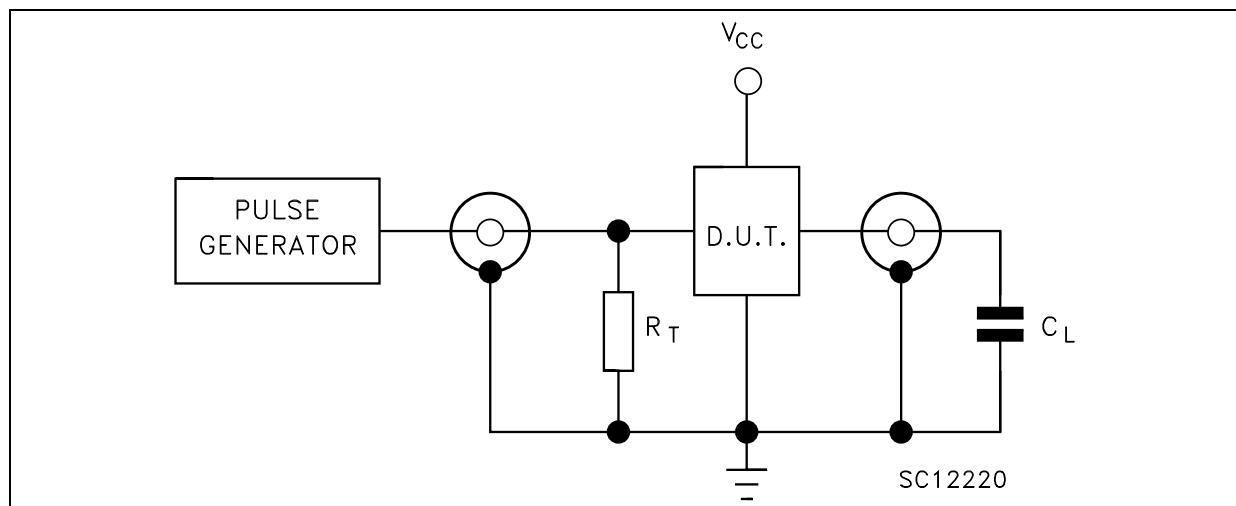 VCC
PULSE
GENERATOR
D.U.T.
RT
CL
SC12220